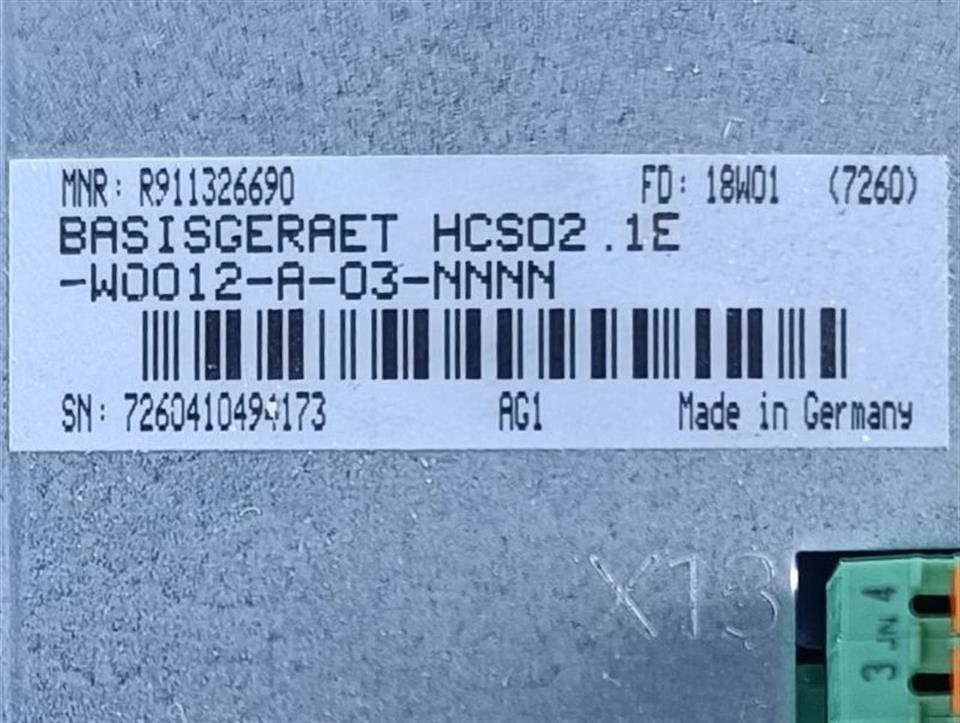 MNR: R911326690 FD: 18W01 (7260)
BASISGERAET HCS02.1E
-W0012-A-03-NNNN
SN: 7260410494173 AG1 Made in Germany
X13
4
3